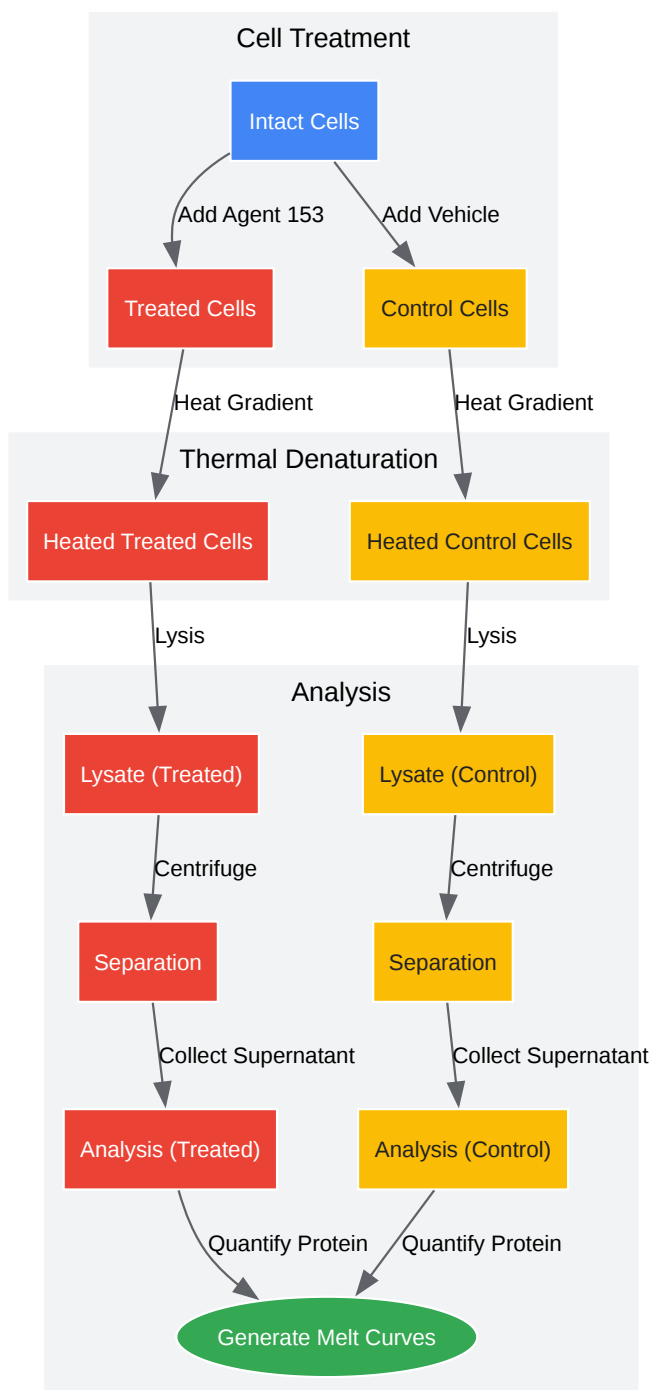 Cell Treatment
Intact Cells
Add Agent 153
Add Vehicle
Treated Cells
Control Cells
Heat Gradient
Heat Gradient
Thermal Denaturation
Heated Treated Cells
Heated Control Cells
Lysis
Lysis
Analysis
Lysate (Treated)
Lysate (Control)
Centrifuge
Centrifuge
Separation
Separation
Collect Supernatant
Collect Supernatant
Analysis (Treated)
Analysis (Control)
Quantify Protein
Quantify Protein
Generate Melt Curves